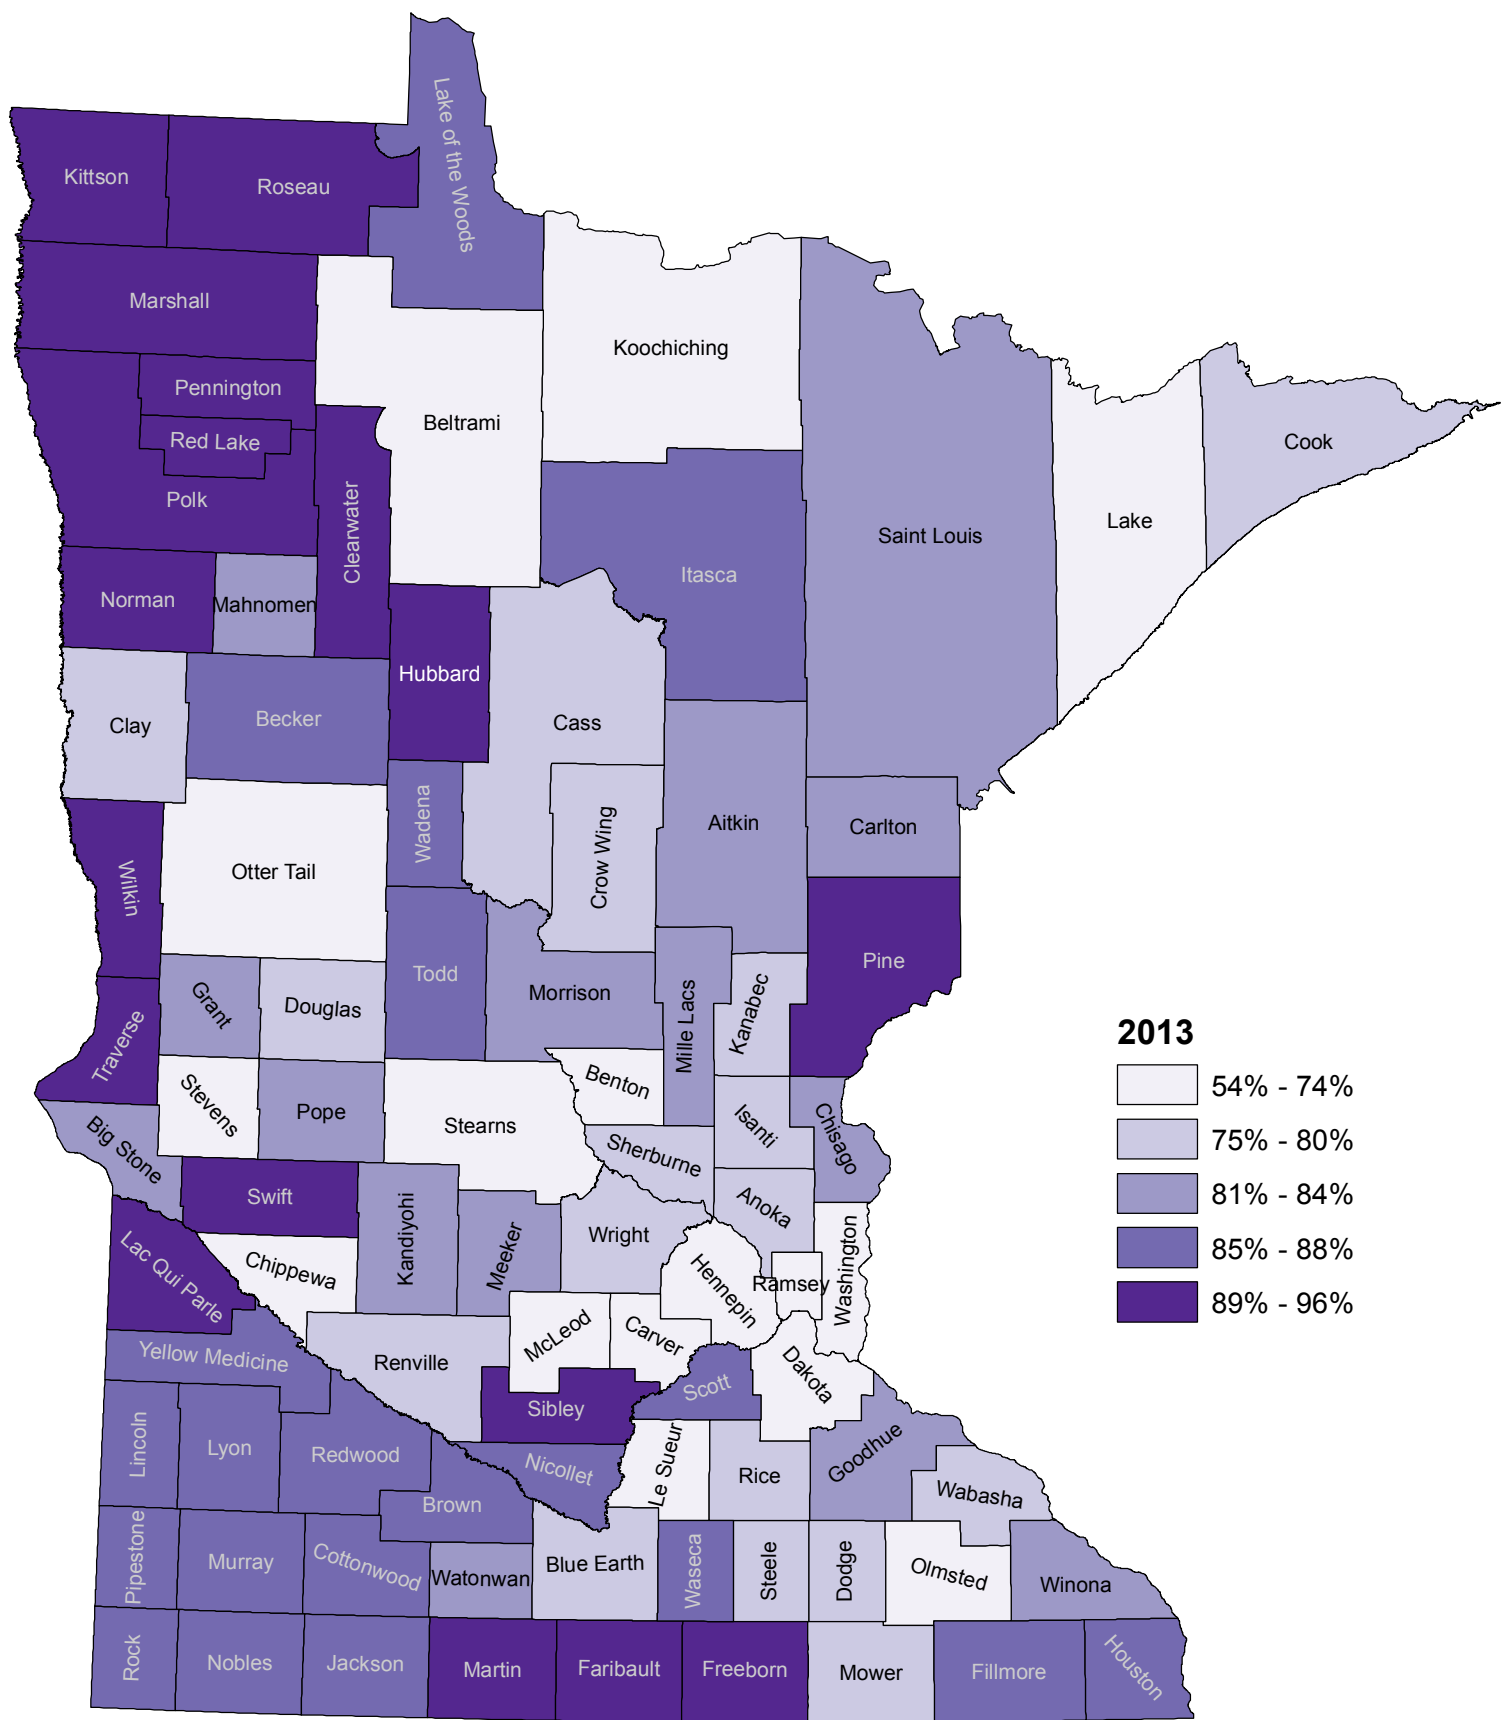 Lake of the Woods
Kittson
Roseau
Marshall
Koochiching
Pennington
Beltrami
Red Lake
Cook
Polk
Clearwater
Lake
Saint Louis
Itasca
Norman
Mahnomen
Hubbard
Clay
Becker
Cass
Wadena
Aitkin
Carlton
Crow Wing
Otter Tail
Wilkin
Pine
Todd
Morrison
Grant
Douglas
Mille Lacs
Kanabec
Traverse
2013
Benton
54% - 74%
Stevens
Pope
Stearns
Isanti
Chisago
75% - 80%
Big Stone
Sherburne
Swift
81% - 84%
Anoka
Kandiyohi
Meeker
Wright
Washington
85% - 88%
Lac Qui Parle
Chippewa
Hennepin
Ramsey
89% - 96%
McLeod
Carver
Yellow Medicine
Renville
Dakota
Scott
Sibley
Lincoln
Lyon
Redwood
Goodhue
Nicollet
Le Sueur
Rice
Wabasha
Brown
Pipestone
Murray
Cottonwood
Watonwan
Blue Earth
Waseca
Steele
Dodge
Olmsted
Winona
Rock
Nobles
Jackson
Martin
Faribault
Freeborn
Mower
Fillmore
Houston